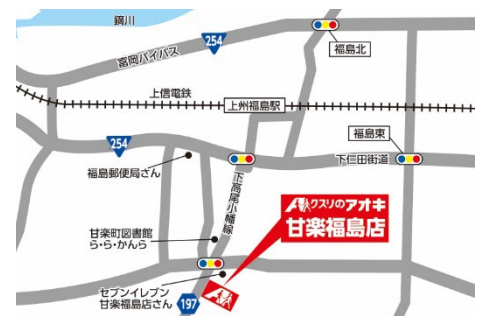 鏑川
254
富岡バイパス
福島北
上信電鉄
上州福島駅
254
福島東
下仁田街道
福島郵便局さん
下高尾小幡線
クスリのアオキ
甘楽福島店
甘楽町図書館
ら・ら・かんら
セブンイレブン
甘楽福島店さん
197